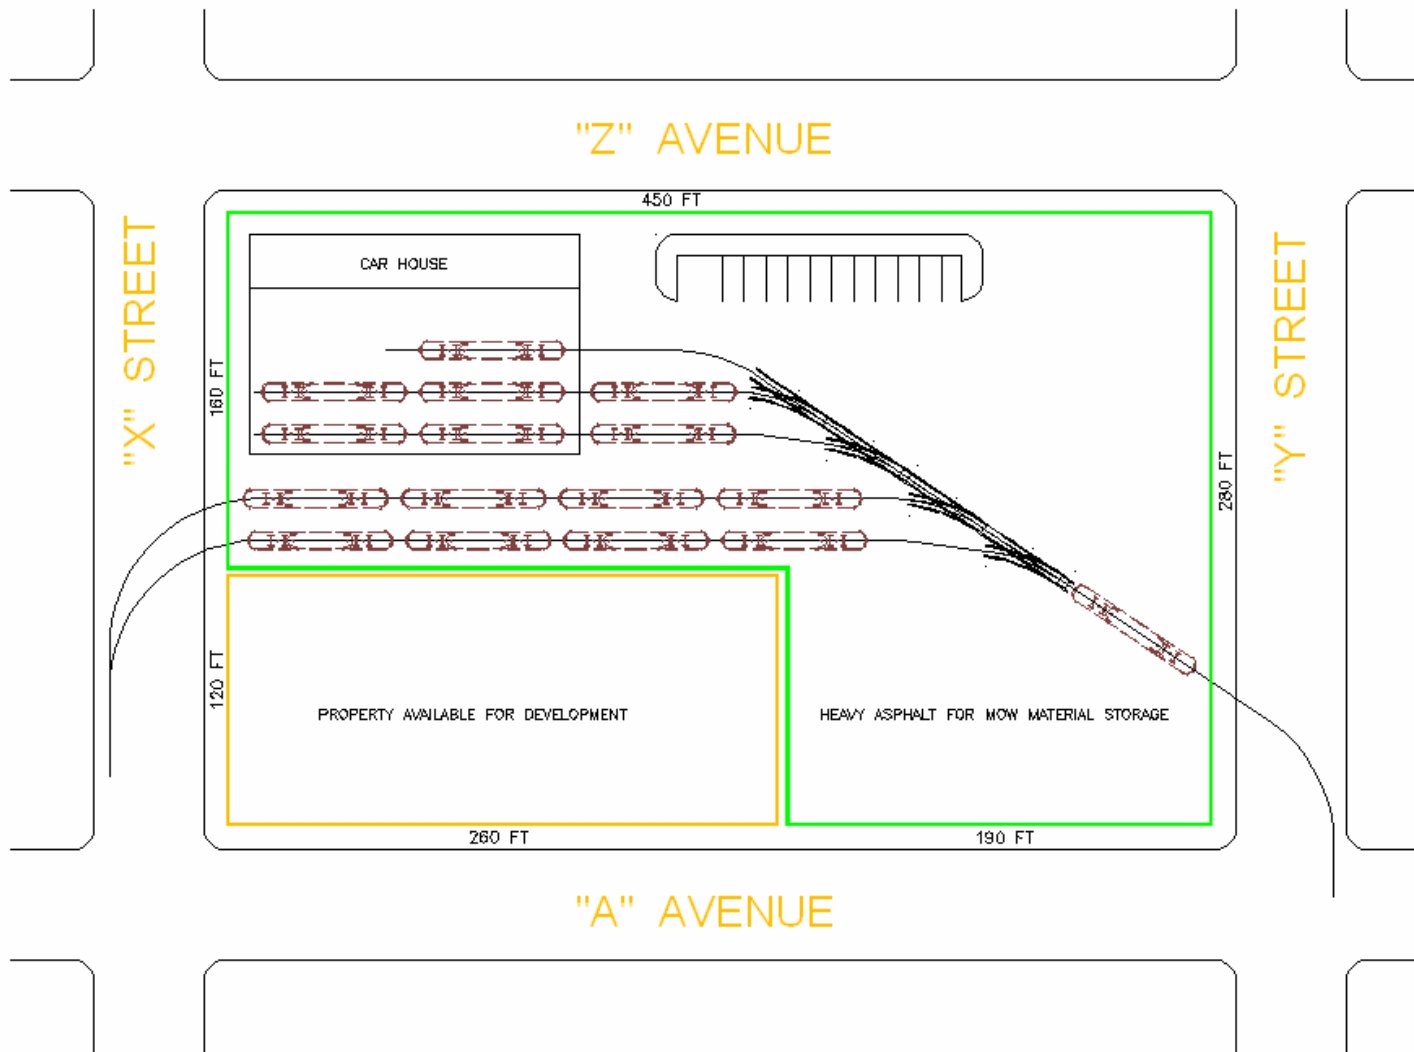 "Z" AVENUE
450 FT
CAR HOUSE
"X" STREET
160 FT
"Y" STREET
280 FT
120 FT
PROPERTY AVAILABLE FOR DEVELOPMENT
HEAVY ASPHALT FOR MOW MATERIAL STORAGE
260 FT
190 FT
"A" AVENUE